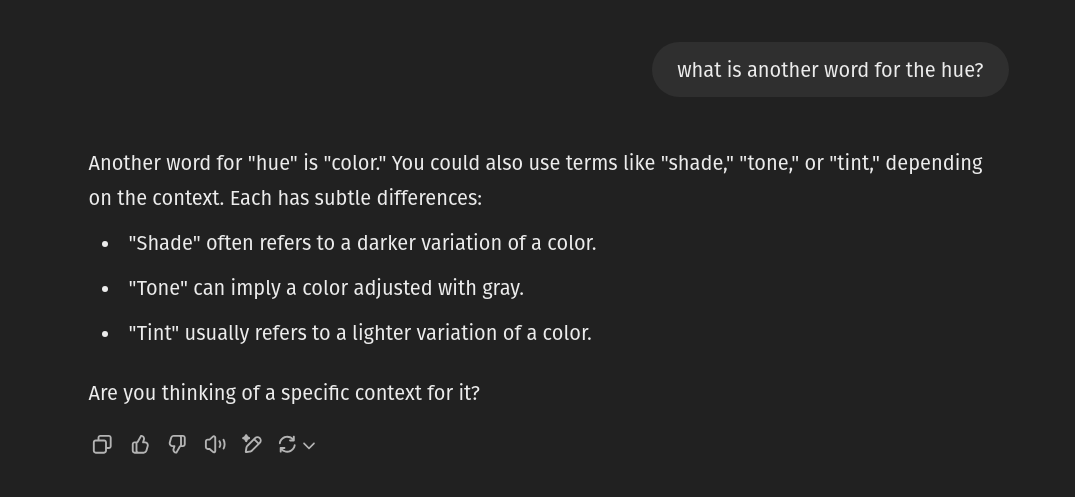 what is another word for the hue?
Another word for "hue" is "color." You could also use terms like "shade," "tone," or "tint," depending
on the context. Each has subtle differences:
• "Shade" often refers to a darker variation of a color.
• "Tone" can imply a color adjusted with gray.
• "Tint" usually refers to a lighter variation of a color.
Are you thinking of a specific context for it?